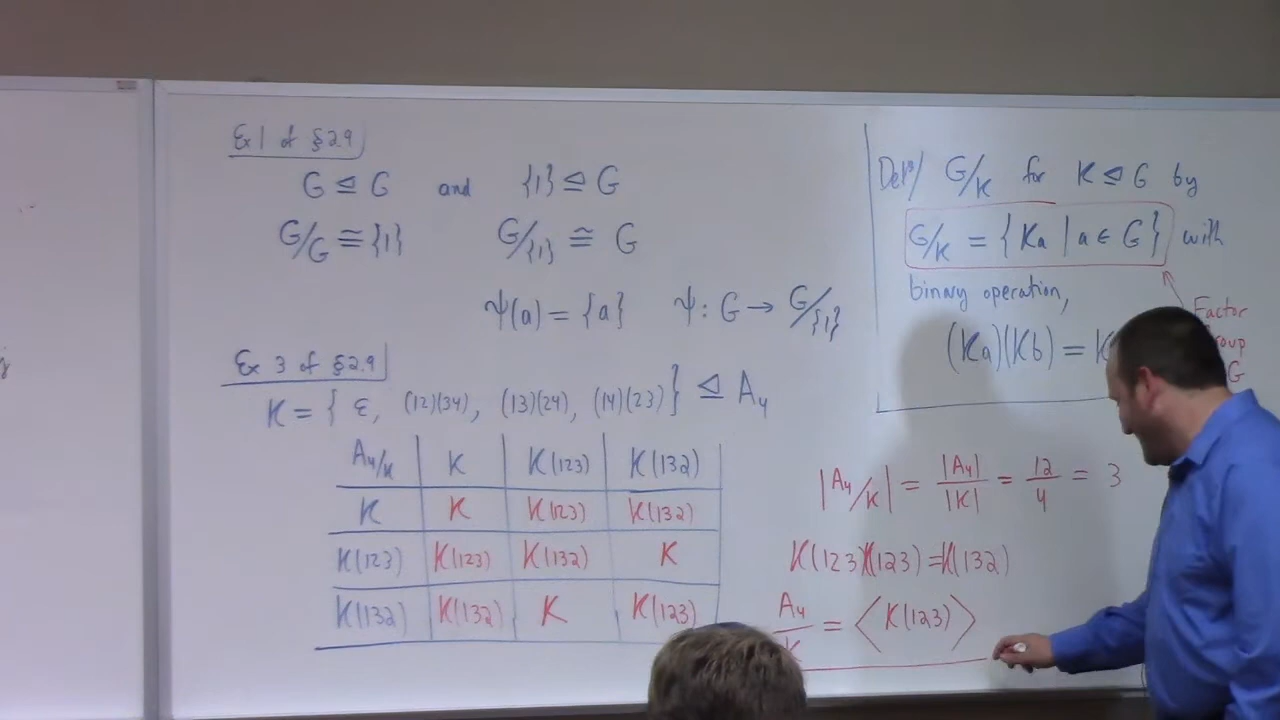 Ex 1 of §2.9
G ⊴ G and {1} ⊴ G
G/G ≅ {1} G/{1} ≅ G
ψ(a) = {a} ψ : G → G/{1}
Ex 3 of §2.9
K = { ε, (12)(34), (13)(24), (14)(23) } ⊴ A₄
A₄/K K K(123) K(132)
K K K(123) K(132)
K(123) K(123) K(132) K
K(132) K(132) K K(123)
Defⁿ/ G/K for K ⊴ G by
G/K = { Ka | a ∈ G } with
binary operation,
(Ka)(Kb) = K
Factor
Group
G
|A₄/K| = |A₄|/|K| = 12/4 = 3
K(123)K(123) = K(132)
A₄/K = ⟨ K(123) ⟩